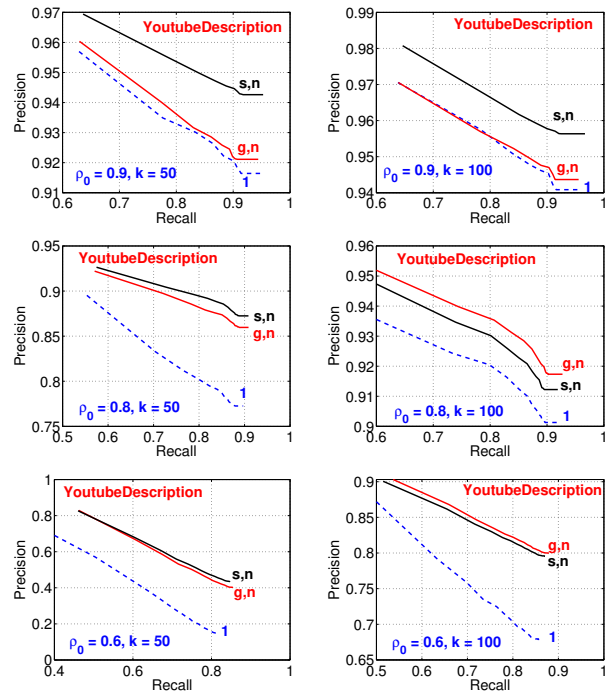 0.97
0.96
0.95
0.94
0.93
0.92
0.91
0.6
0.7
0.8
0.9
1
Recall
Precision
YoutubeDescription
s,n
g,n
1
ρ0 = 0.9, k = 50
0.99
0.98
0.97
0.96
0.95
0.94
0.5
0.6
0.7
0.8
0.9
1
Recall
Precision
YoutubeDescription
s,n
g,n
1
ρ0 = 0.9, k = 100
0.95
0.9
0.85
0.8
0.75
0.5
0.6
0.7
0.8
0.9
1
Recall
Precision
YoutubeDescription
s,n
g,n
1
ρ0 = 0.8, k = 50
0.96
0.95
0.94
0.93
0.92
0.91
0.9
0.6
0.7
0.8
0.9
1
Recall
Precision
YoutubeDescription
g,n
s,n
1
ρ0 = 0.8, k = 100
1
0.8
0.6
0.4
0.2
0
0.4
0.6
0.8
1
Recall
Precision
YoutubeDescription
s,n
g,n
1
ρ0 = 0.6, k = 50
0.9
0.85
0.8
0.75
0.7
0.65
0.5
0.6
0.7
0.8
0.9
1
Recall
Precision
YoutubeDescription
g,n
s,n
1
ρ0 = 0.6, k = 100